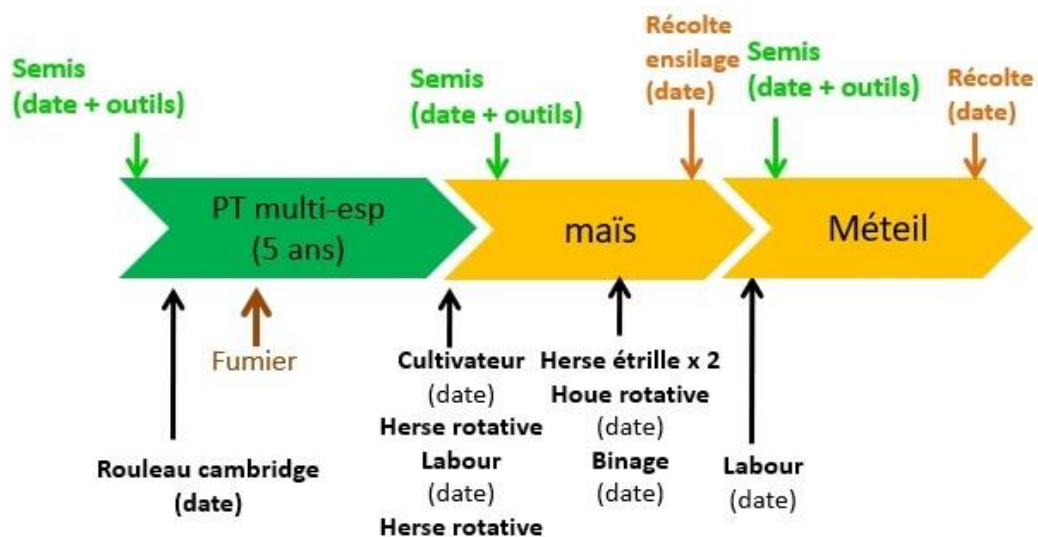 Semis
(date + outils)
Semis
(date + outils)
Récolte
ensilage
(date)
Semis
(date + outils)
Récolte
(date)
PT multi-esp
(5 ans)
maïs
Méteil
Rouleau cambridge
(date)
Fumier
Cultivateur
(date)
Herse rotative
Labour
(date)
Herse rotative
Herse étrille x 2
Houe rotative
(date)
Binage
(date)
Labour
(date)